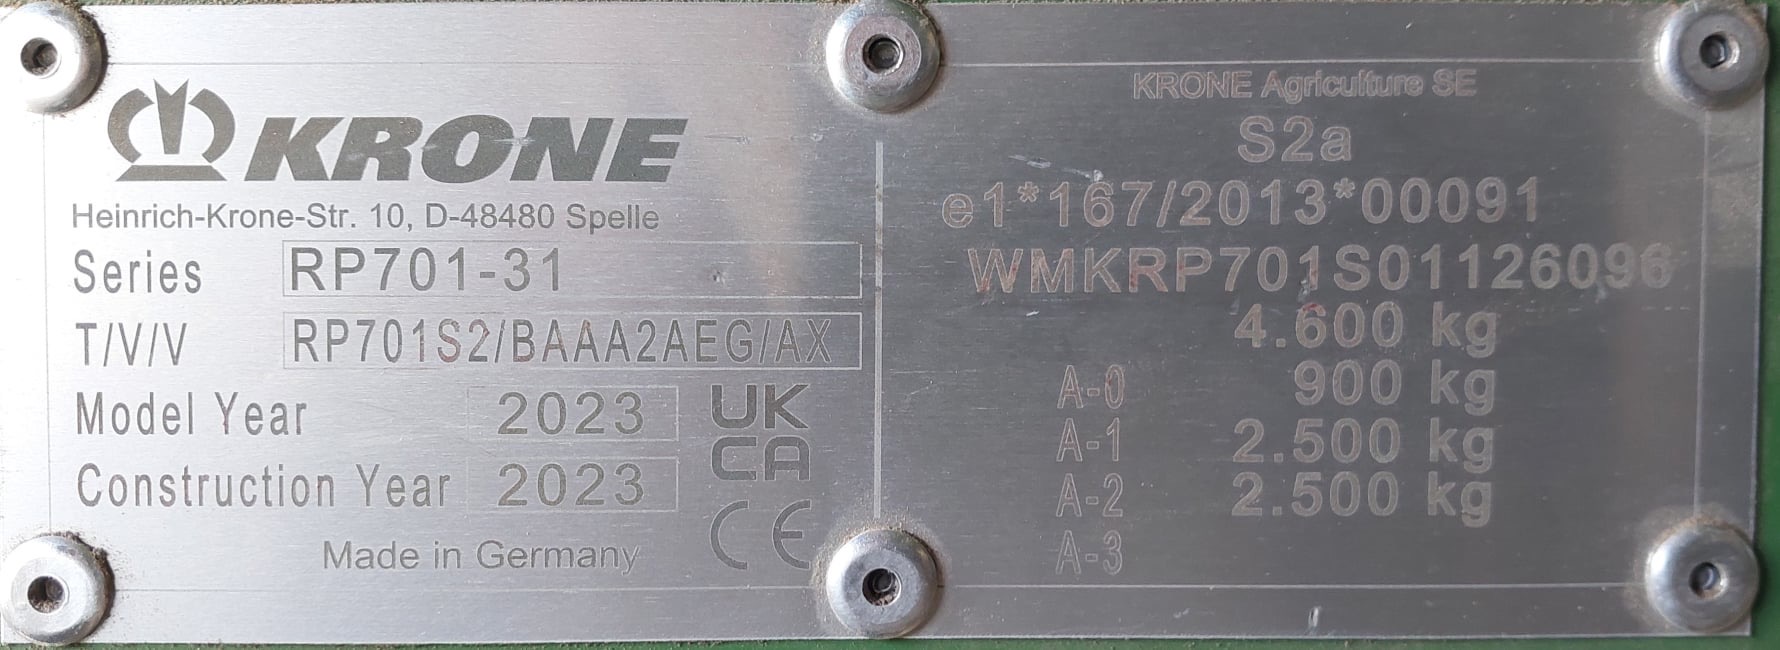 KRONE
Heinrich-Krone-Str. 10, D-48480 Spelle
Series RP701-31
T/V/V RP701S2/BAAA2AEG/AX
Model Year 2023
UK
CA
Construction Year 2023
CE
Made in Germany
KRONE Agriculture SE
S2a
e1*167/2013*00091
WMKRP701S01126096
4.600 kg
A-0 900 kg
A-1 2.500 kg
A-2 2.500 kg
A-3